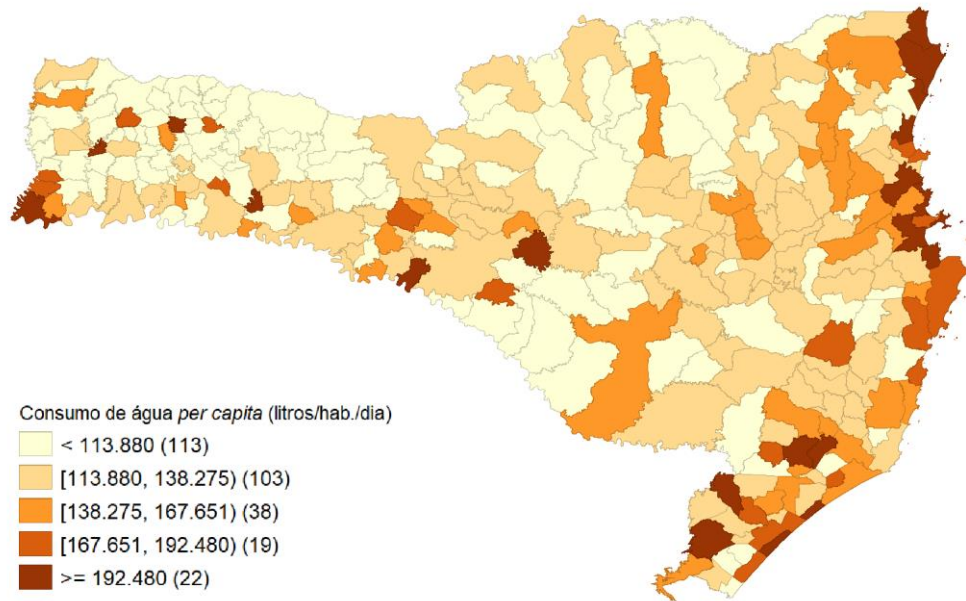 Consumo de água per capita (litros/hab./dia)
< 113.880 (113)
[113.880, 138.275) (103)
[138.275, 167.651) (38)
[167.651, 192.480) (19)
>= 192.480 (22)